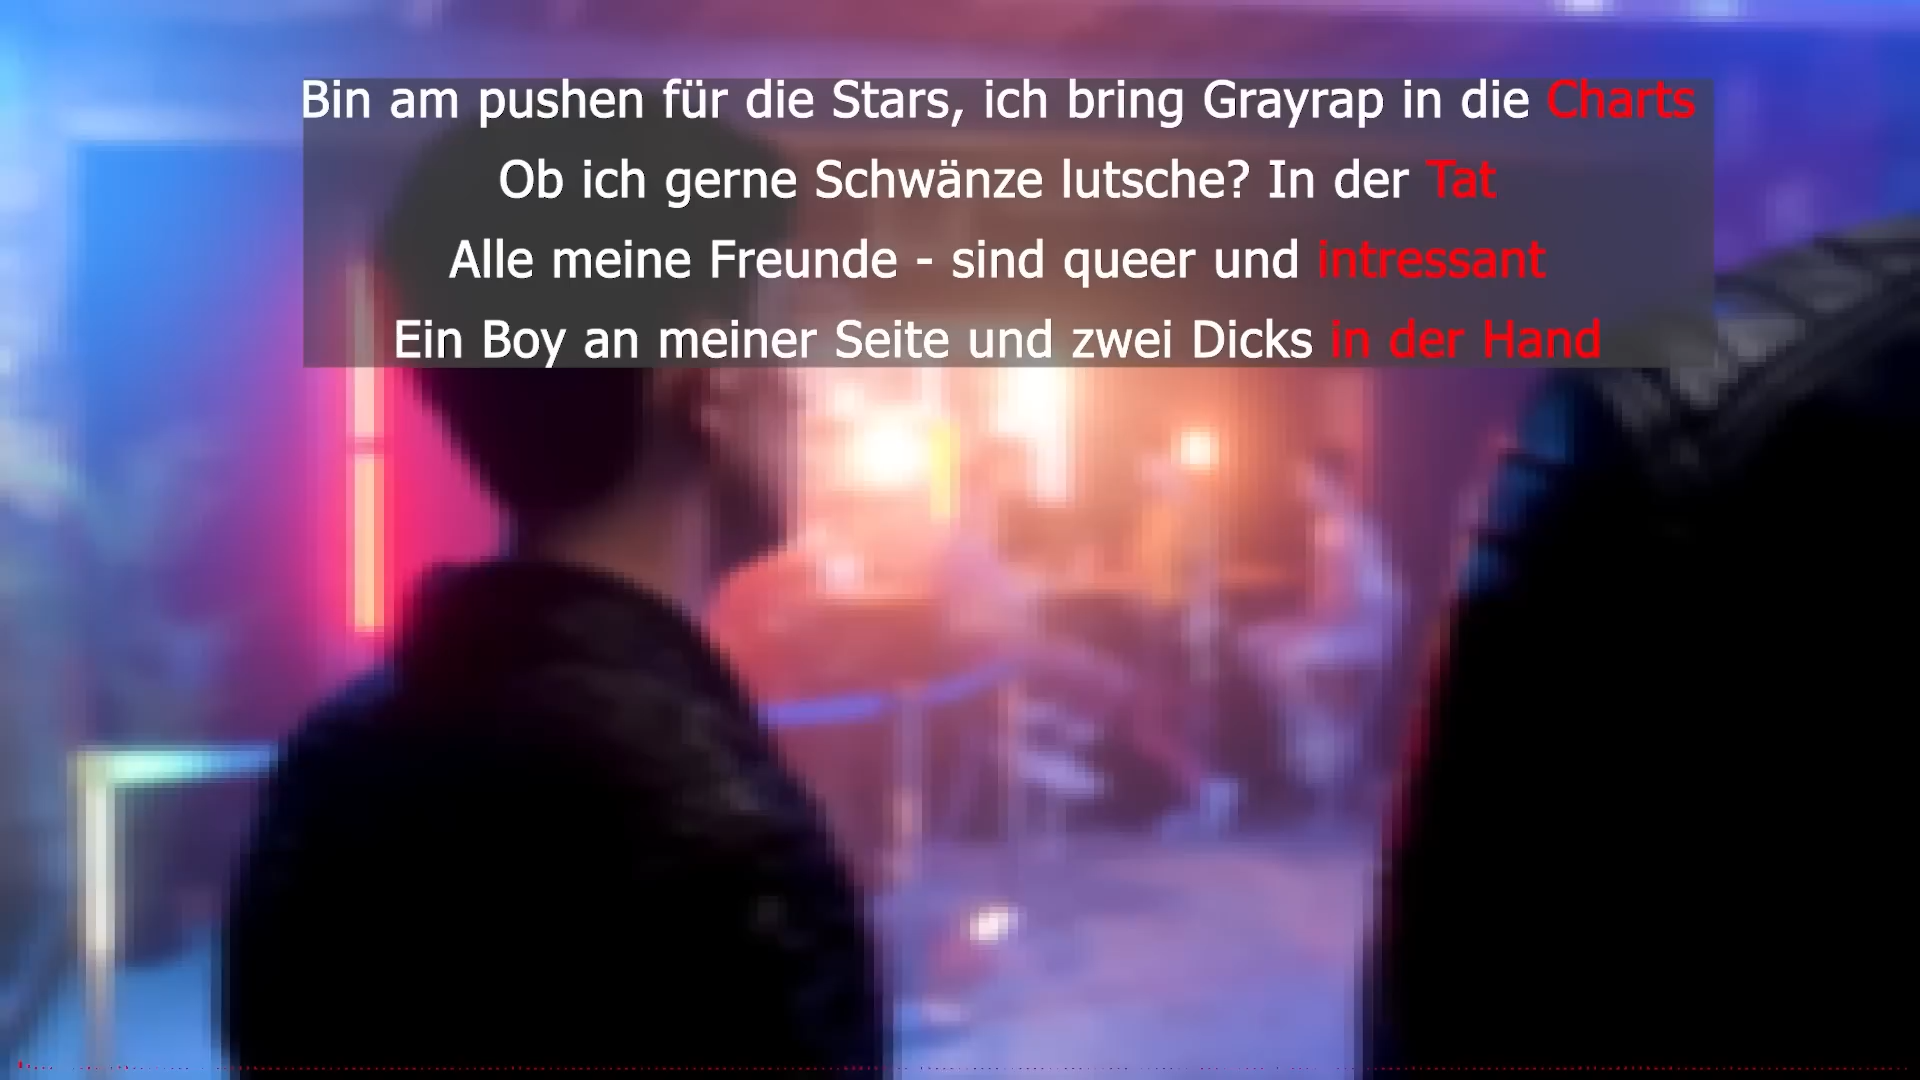 Bin am pushen für die Stars, ich bring Grayrap in die Charts
Ob ich gerne Schwänze lutsche? In der Tat
Alle meine Freunde - sind queer und intressant
Ein Boy an meiner Seite und zwei Dicks in der Hand